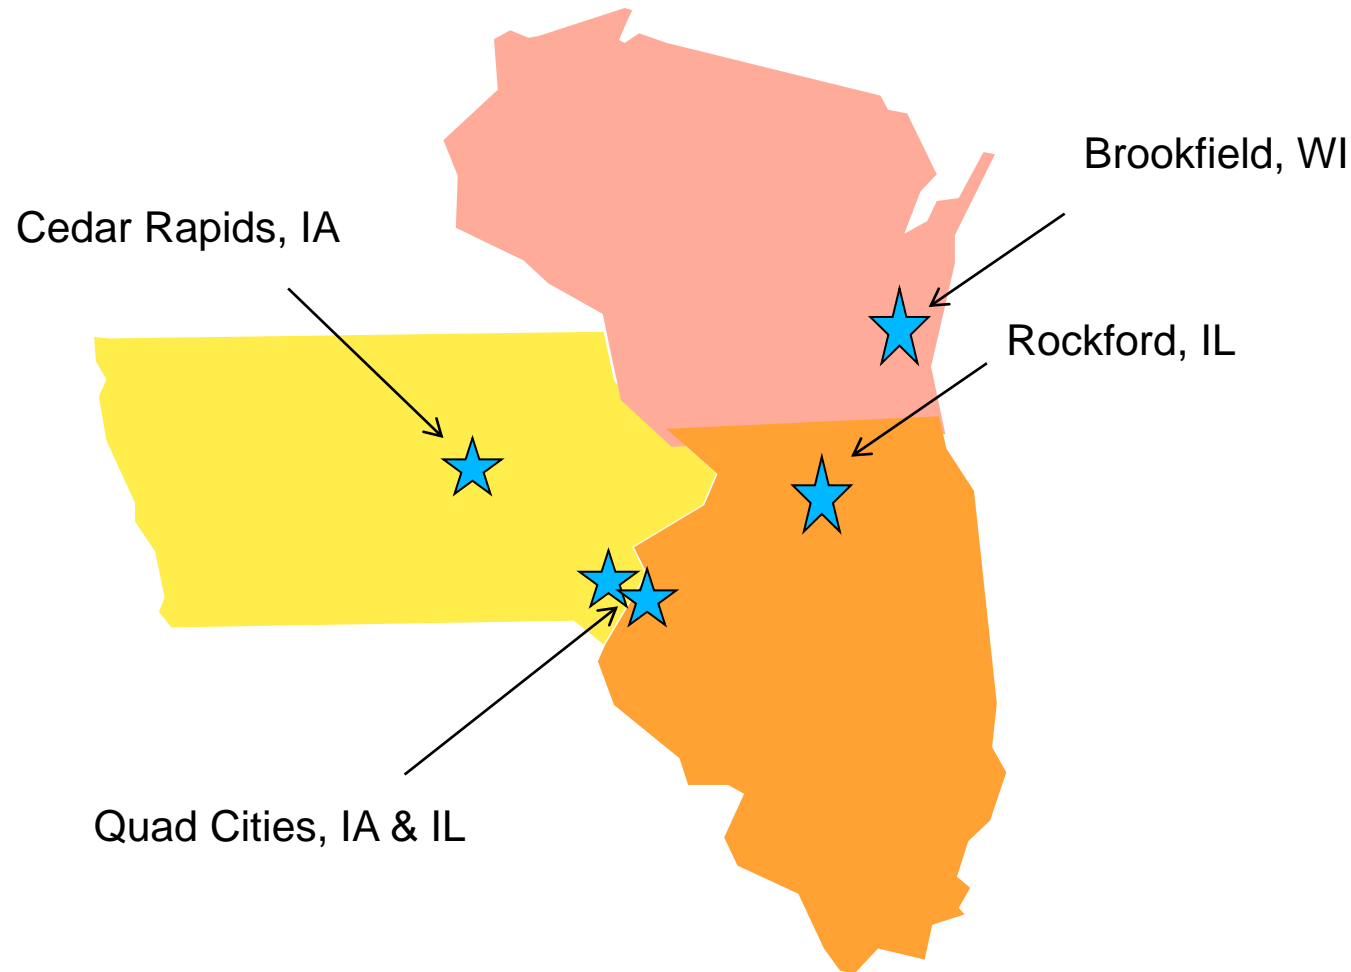 Brookfield, WI
Cedar Rapids, IA
Rockford, IL
Quad Cities, IA & IL